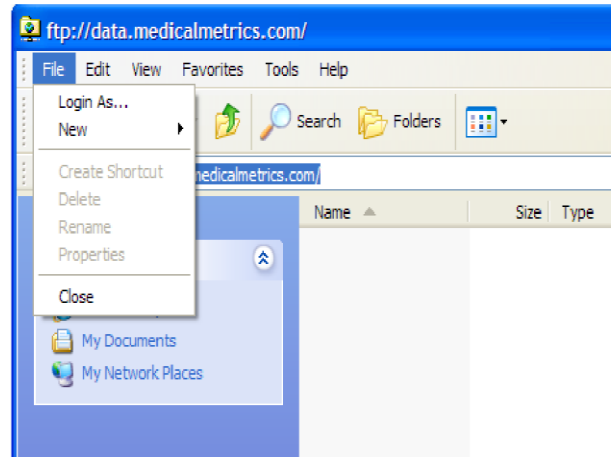 ftp://data.medicalmetrics.com/
File Edit View Favorites Tools Help
Login As...
New
Search Folders
Create Shortcut
medicalmetrics.com/
Delete
Name Size Type
Rename
Properties
Close
My Documents
My Network Places